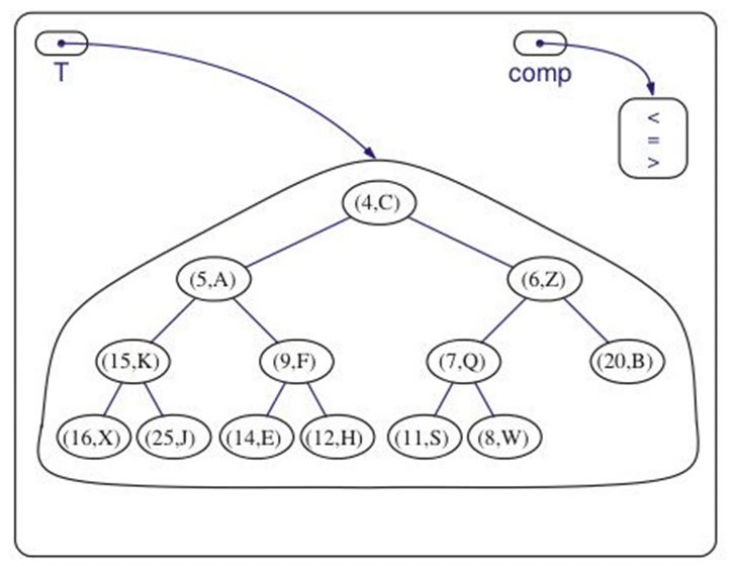 T
comp
<
=
>
(4,C)
(5,A) (6,Z)
(15,K) (9,F) (7,Q) (20,B)
(16,X) (25,J) (14,E) (12,H) (11,S) (8,W)